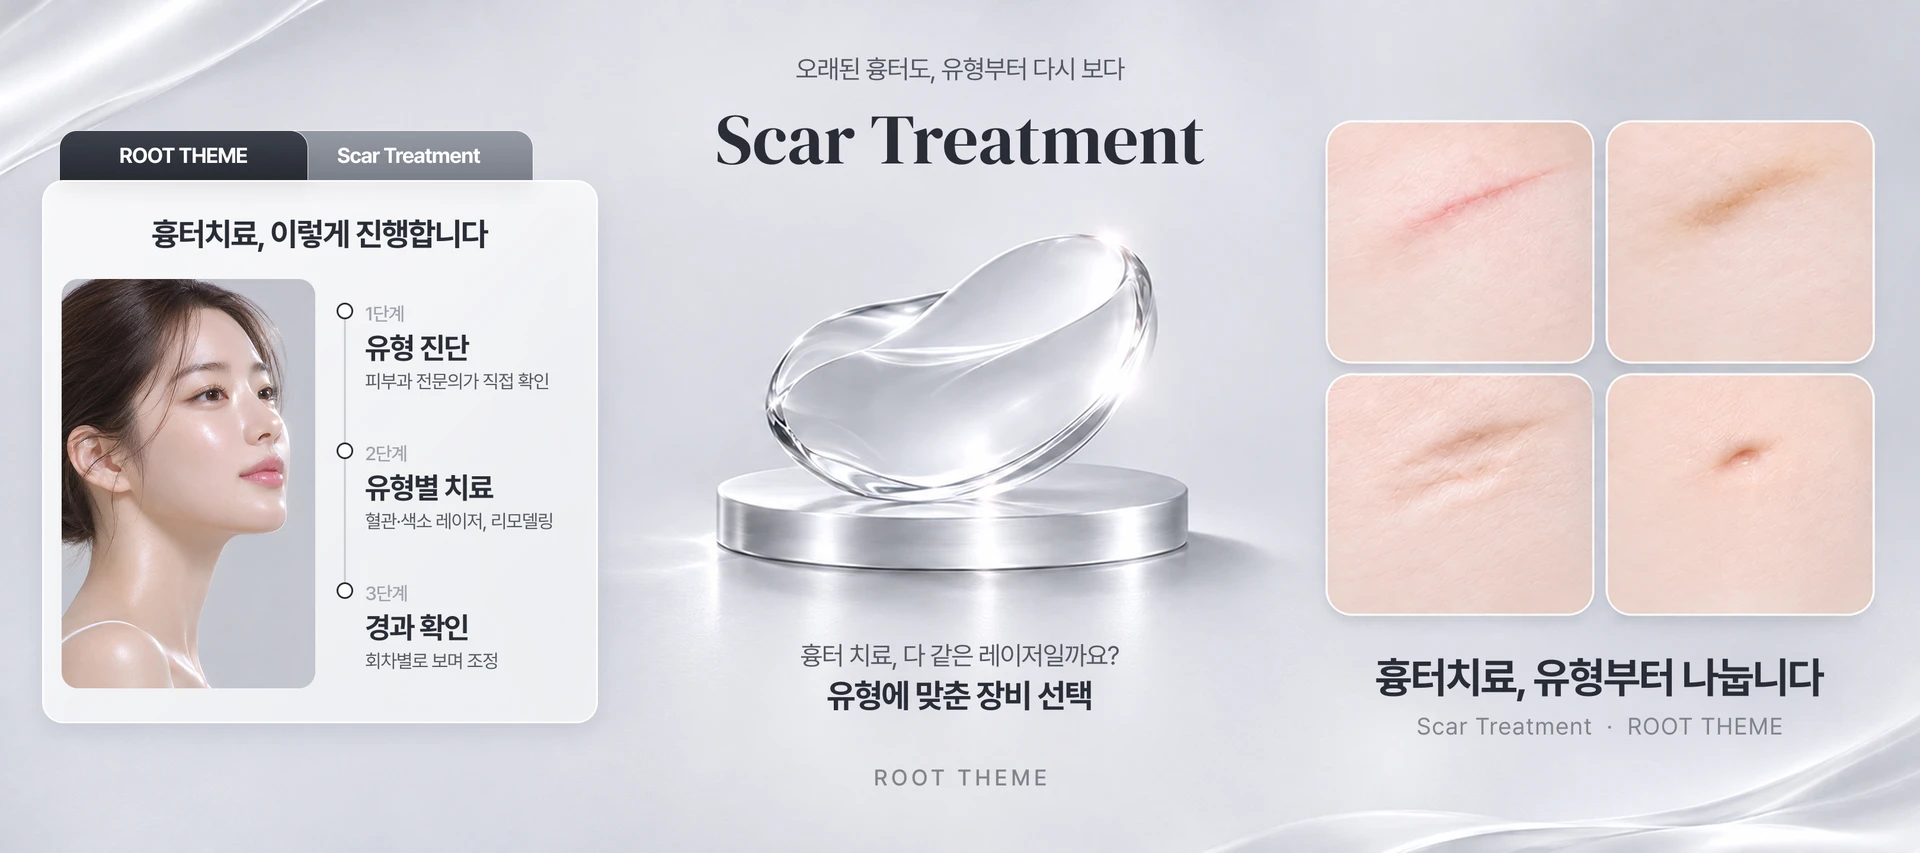 ROOT THEME
Scar Treatment
흉터치료, 이렇게 진행합니다
1단계
유형 진단
피부과 전문의가 직접 확인
2단계
유형별 치료
혈관·색소 레이저, 리모델링
3단계
경과 확인
회차별로 보며 조정
오래된 흉터도, 유형부터 다시 보다
Scar Treatment
흉터 치료, 다 같은 레이저일까요?
유형에 맞춘 장비 선택
ROOT THEME
흉터치료, 유형부터 나눕니다
Scar Treatment · ROOT THEME